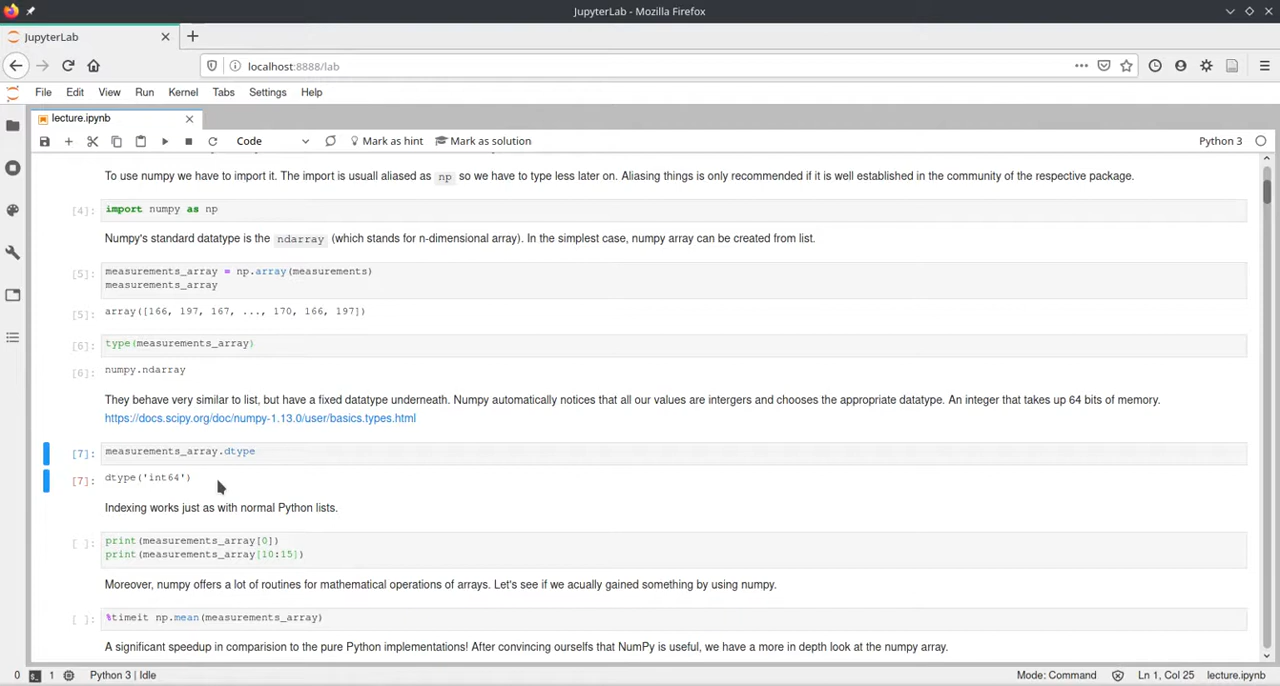 JupyterLab - Mozilla Firefox
JupyterLab
localhost:8888/lab
File Edit View Run Kernel Tabs Settings Help
lecture.ipynb
Code Mark as hint Mark as solution Python 3
To use numpy we have to import it. The import is usuall aliased as np so we have to type less later on. Aliasing things is only recommended if it is well established in the community of the respective package.
[4]: import numpy as np
Numpy's standard datatype is the ndarray (which stands for n-dimensional array). In the simplest case, numpy array can be created from list.
[5]: measurements_array = np.array(measurements)
measurements_array
[5]: array([166, 197, 167, ..., 170, 166, 197])
[6]: type(measurements_array)
[6]: numpy.ndarray
They behave very similar to list, but have a fixed datatype underneath. Numpy automatically notices that all our values are intergers and chooses the appropriate datatype. An integer that takes up 64 bits of memory.
https://docs.scipy.org/doc/numpy-1.13.0/user/basics.types.html
[7]: measurements_array.dtype
[7]: dtype('int64')
Indexing works just as with normal Python lists.
[ ]: print(measurements_array[0])
print(measurements_array[10:15])
Moreover, numpy offers a lot of routines for mathematical operations of arrays. Let's see if we acually gained something by using numpy.
[ ]: %timeit np.mean(measurements_array)
A significant speedup in comparision to the pure Python implementations! After convincing ourselfs that NumPy is useful, we have a more in depth look at the numpy array.
0 1 Python 3 | Idle Mode: Command Ln 1, Col 25 lecture.ipynb